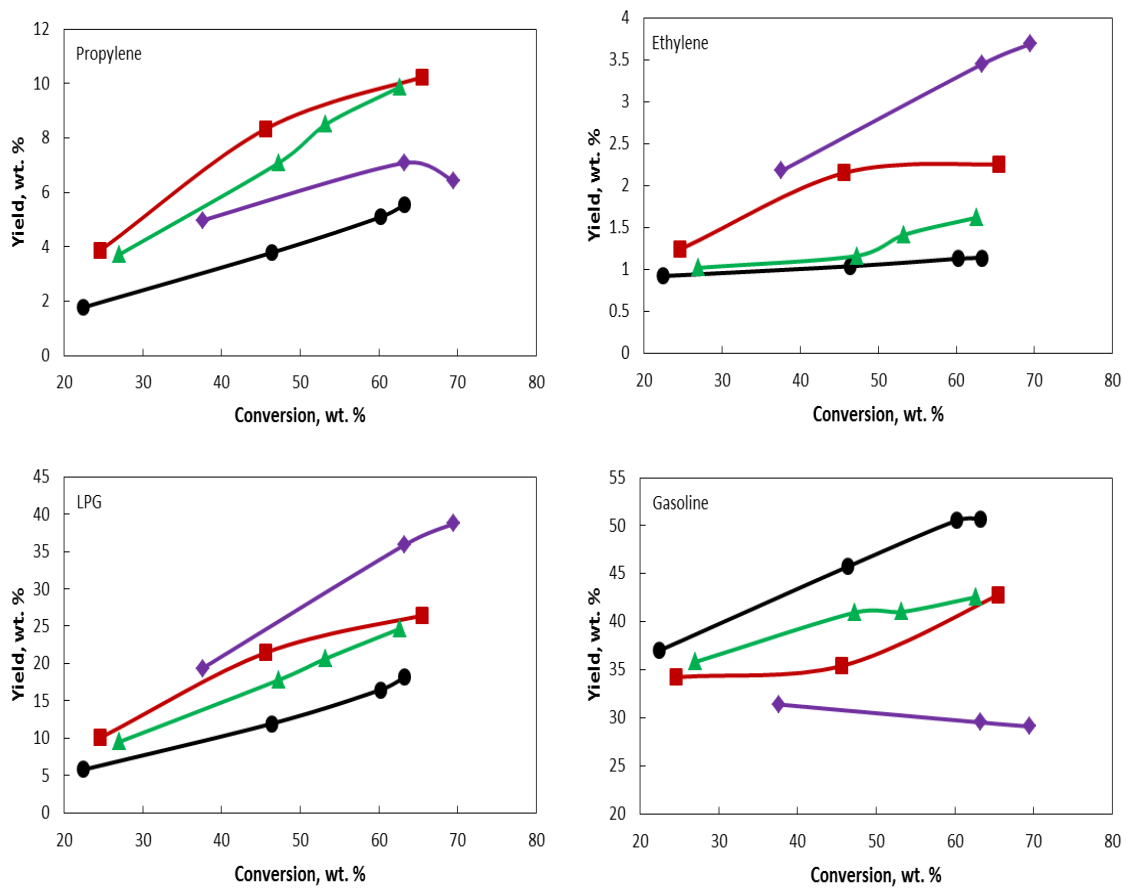 Propylene
Yield, wt. %
12
10
8
6
4
2
0
20 30 40 50 60 70 80
Conversion, wt. %
Ethylene
Yield, wt. %
4
3.5
3
2.5
2
1.5
1
0.5
0
20 30 40 50 60 70 80
Conversion, wt. %
LPG
Yield, wt. %
45
40
35
30
25
20
15
10
5
0
20 30 40 50 60 70 80
Conversion, wt. %
Gasoline
Yield, wt. %
55
50
45
40
35
30
25
20
20 30 40 50 60 70 80
Conversion, wt. %